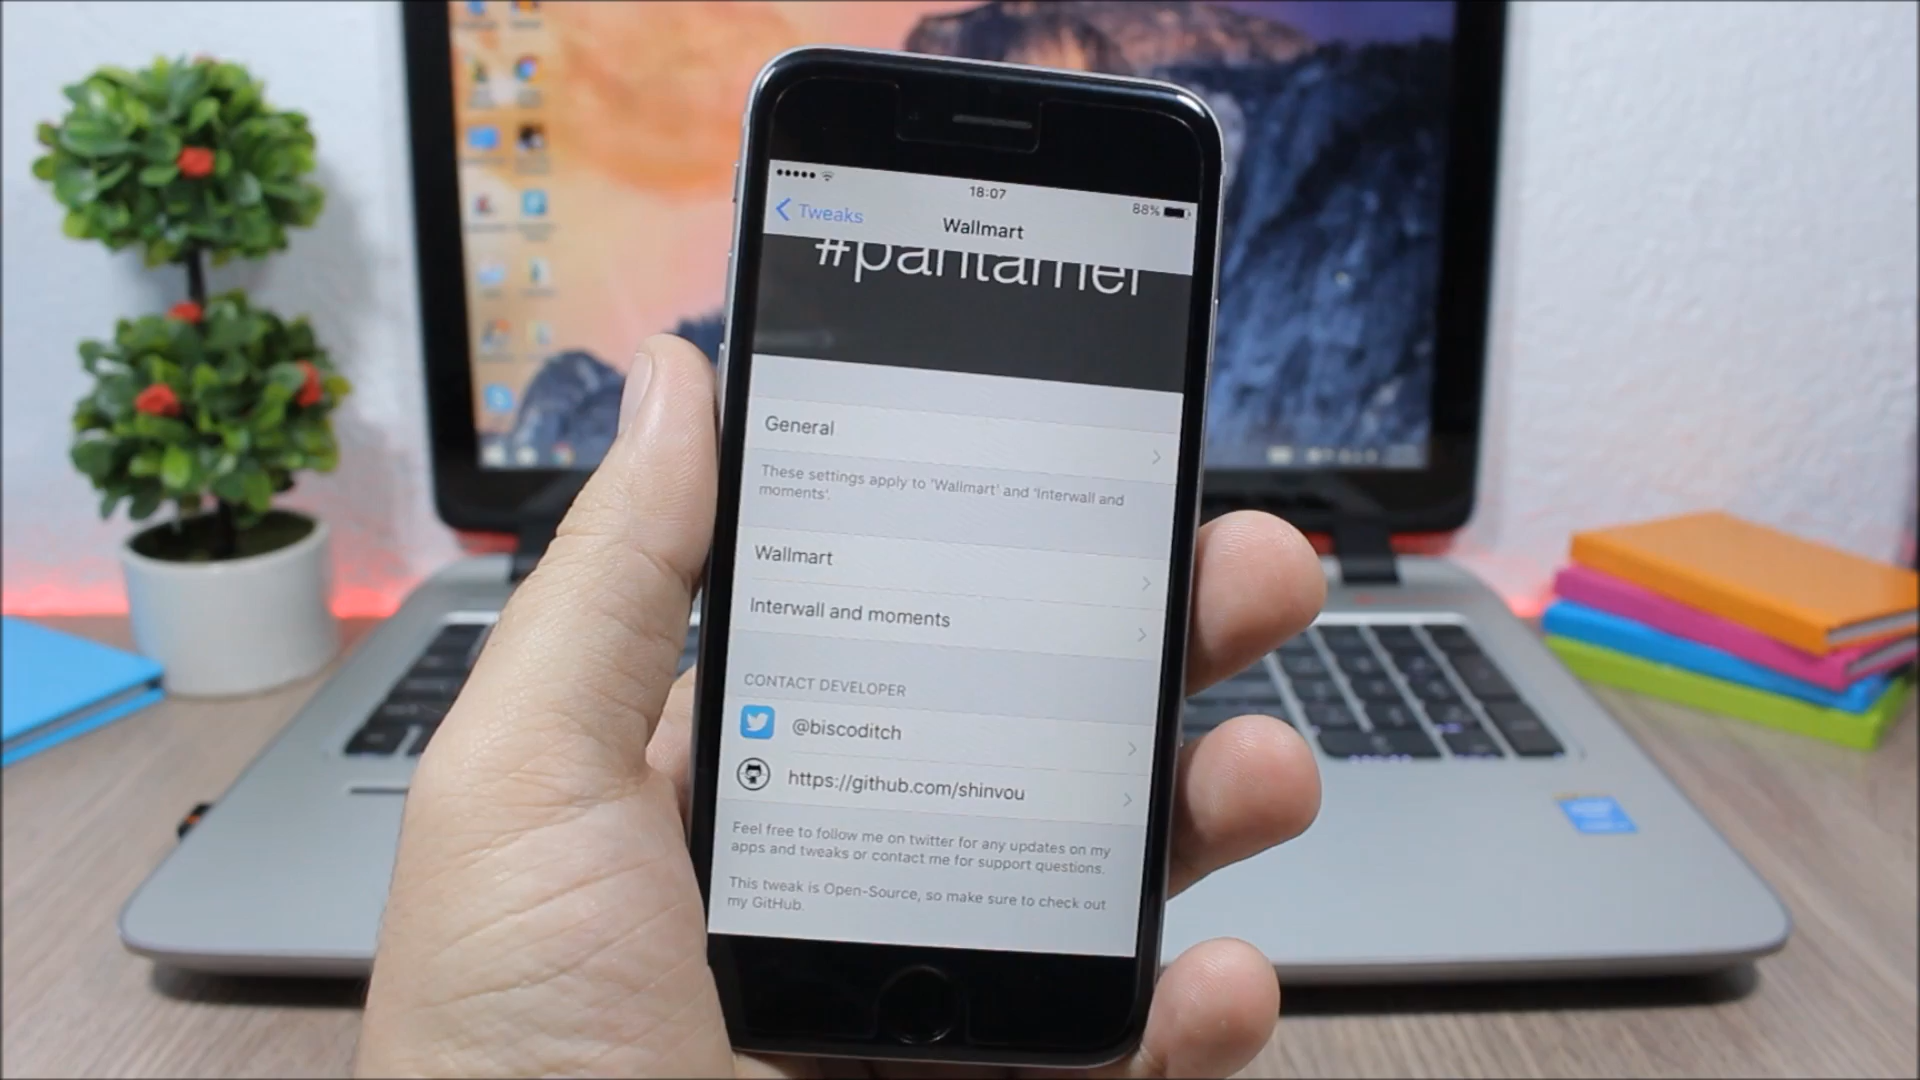 18:07
88%
Tweaks
Wallmart
General
These settings apply to 'Wallmart' and 'Interwall and
moments'.
Wallmart
Interwall and moments
CONTACT DEVELOPER
@biscoditch
https://github.com/shinvou
Feel free to follow me on twitter for any updates on my
apps and tweaks or contact me for support questions.
This tweak is Open-Source, so make sure to check out
my GitHub.